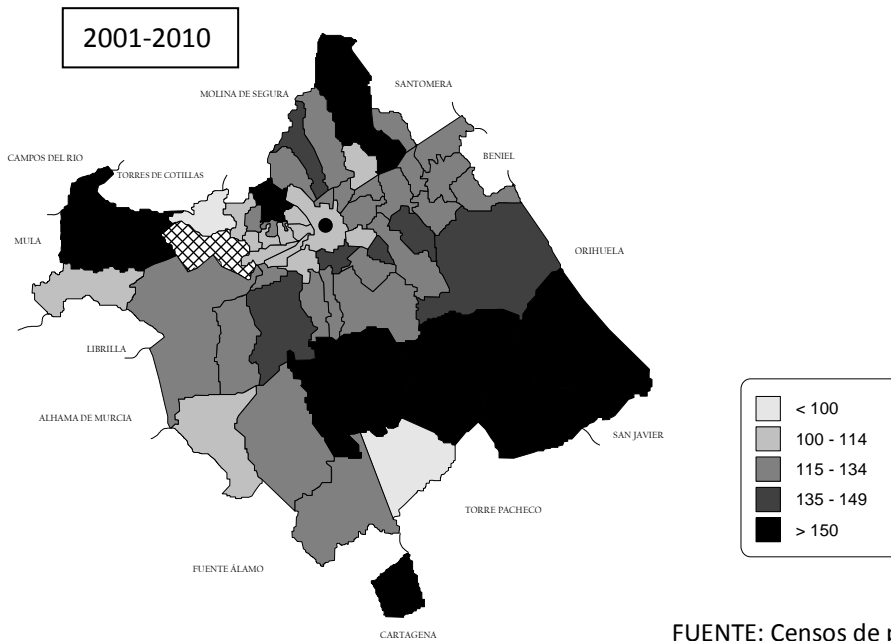 2001-2010
SANTOMERA
MOLINA DE SEGURA
BENIEL
CAMPOS DEL RIO
TORRES DE COTILLAS
MULA
ORIHUELA
LIBRILLA
ALHAMA DE MURCIA
SAN JAVIER
TORRE PACHECO
FUENTE ÁLAMO
CARTAGENA
< 100
100 - 114
115 - 134
135 - 149
> 150
FUENTE: Censos de p